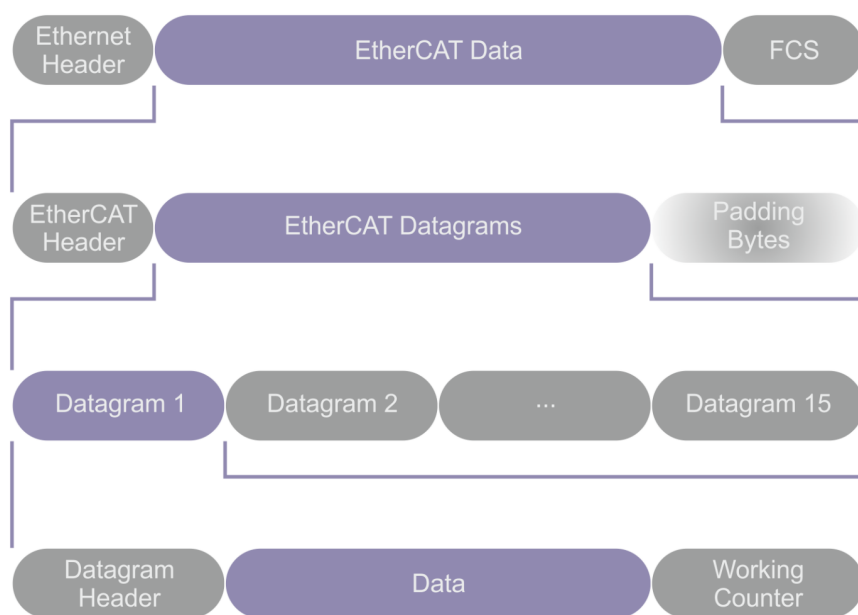 Ethernet
Header
EtherCAT Data
FCS
EtherCAT
Header
EtherCAT Datagrams
Padding
Bytes
Datagram 1
Datagram 2
...
Datagram 15
Datagram
Header
Data
Working
Counter